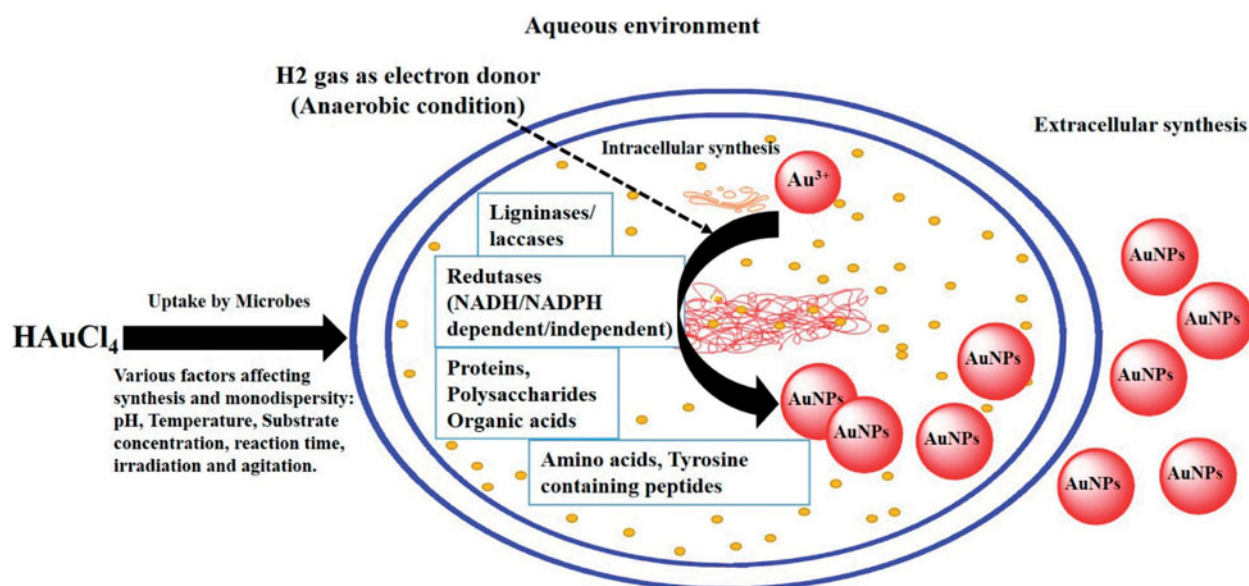 Aqueous environment
H2 gas as electron donor
(Anaerobic condition)
Extracellular synthesis
Intracellular synthesis
Au³⁺
Ligninases/
laccases
Redutases
(NADH/NADPH
dependent/independent)
Proteins,
Polysaccharides
Organic acids
Amino acids, Tyrosine
containing peptides
Uptake by Microbes
HAuCl₄
Various factors affecting
synthesis and monodispersity:
pH, Temperature, Substrate
concentration, reaction time,
irradiation and agitation.
AuNPs
AuNPs
AuNPs
AuNPs
AuNPs
AuNPs
AuNPs
AuNPs
AuNPs